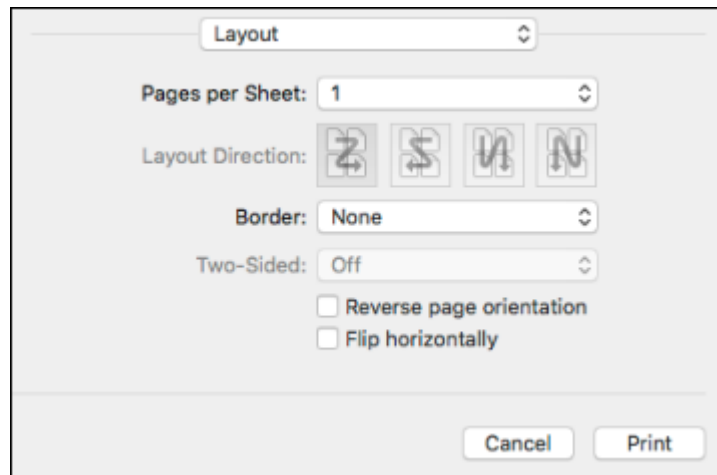 Layout
Pages per Sheet: 1
Layout Direction:
Border: None
Two-Sided: Off
Reverse page orientation
Flip horizontally
Cancel Print